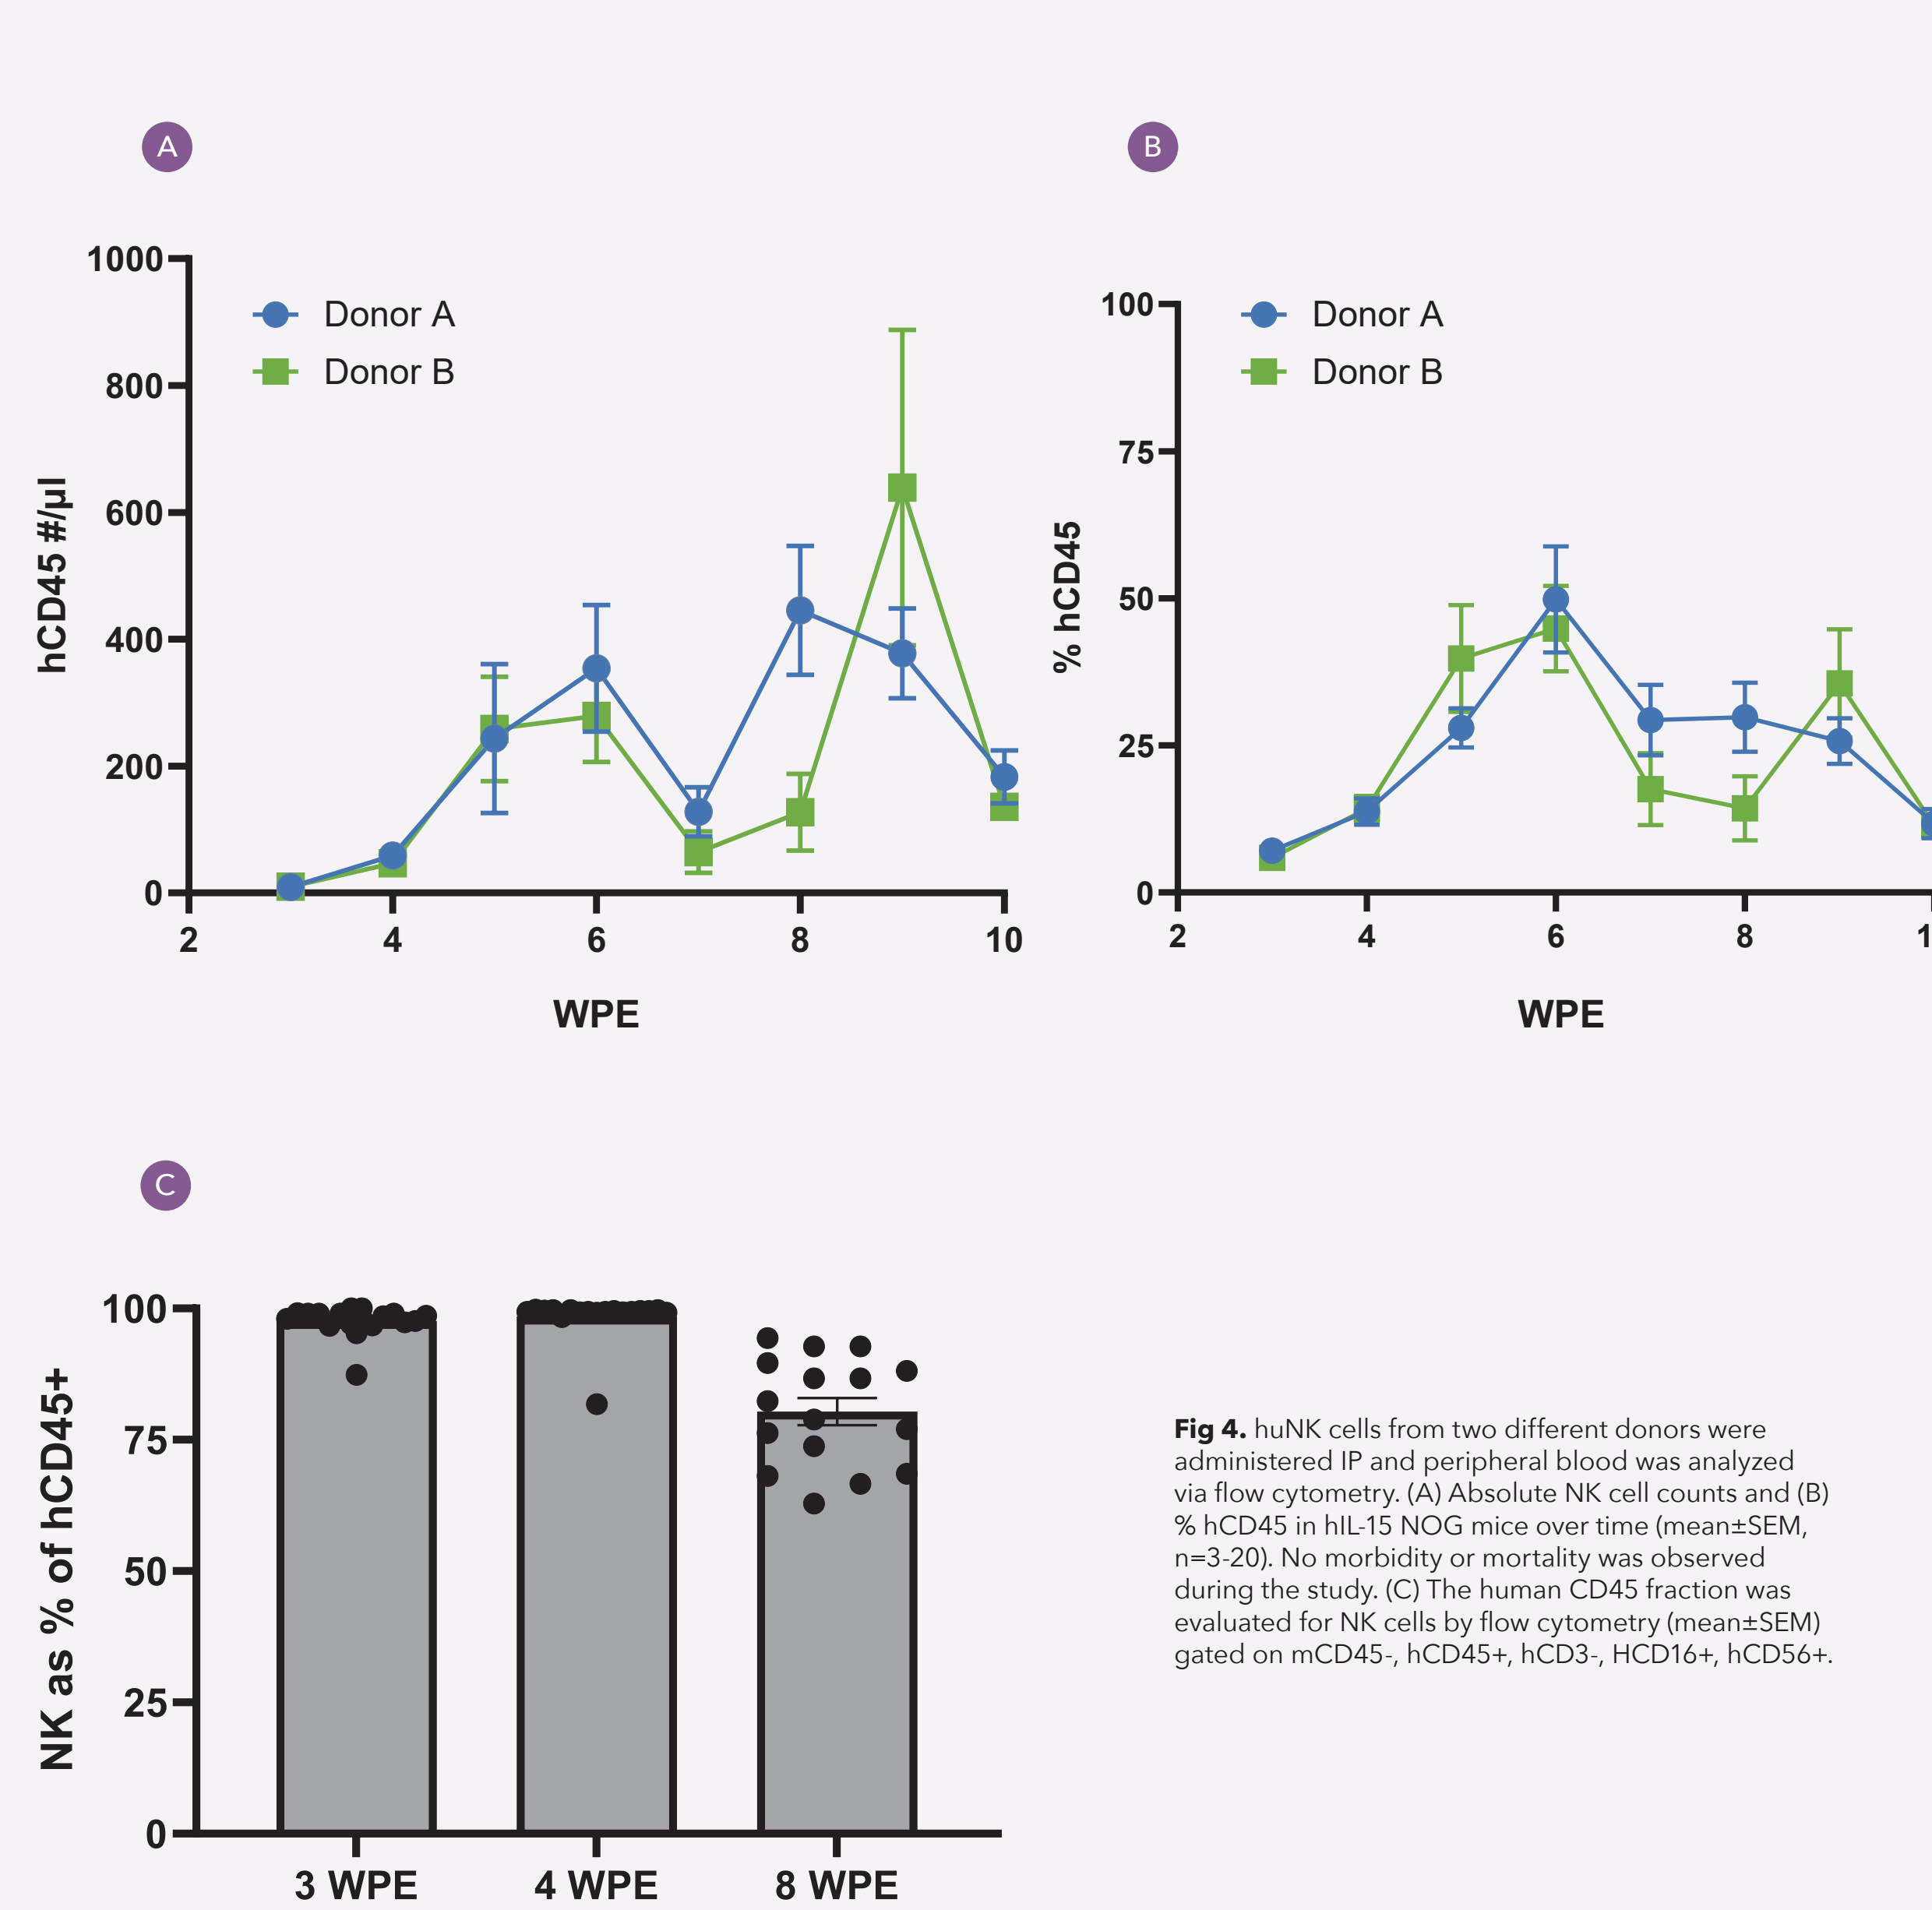 A
1000
800
600
400
200
0
hCD45 #/µl
Donor A
Donor B
2 4 6 8 10
WPE
B
100
75
50
25
0
% hCD45
Donor A
Donor B
2 4 6 8 1
WPE
C
100
75
50
25
0
NK as % of hCD45+
3 WPE 4 WPE 8 WPE
Fig 4. huNK cells from two different donors were
administered IP and peripheral blood was analyzed
via flow cytometry. (A) Absolute NK cell counts and (B)
% hCD45 in hIL-15 NOG mice over time (mean±SEM,
n=3-20). No morbidity or mortality was observed
during the study. (C) The human CD45 fraction was
evaluated for NK cells by flow cytometry (mean±SEM)
gated on mCD45-, hCD45+, hCD3-, HCD16+, hCD56+.